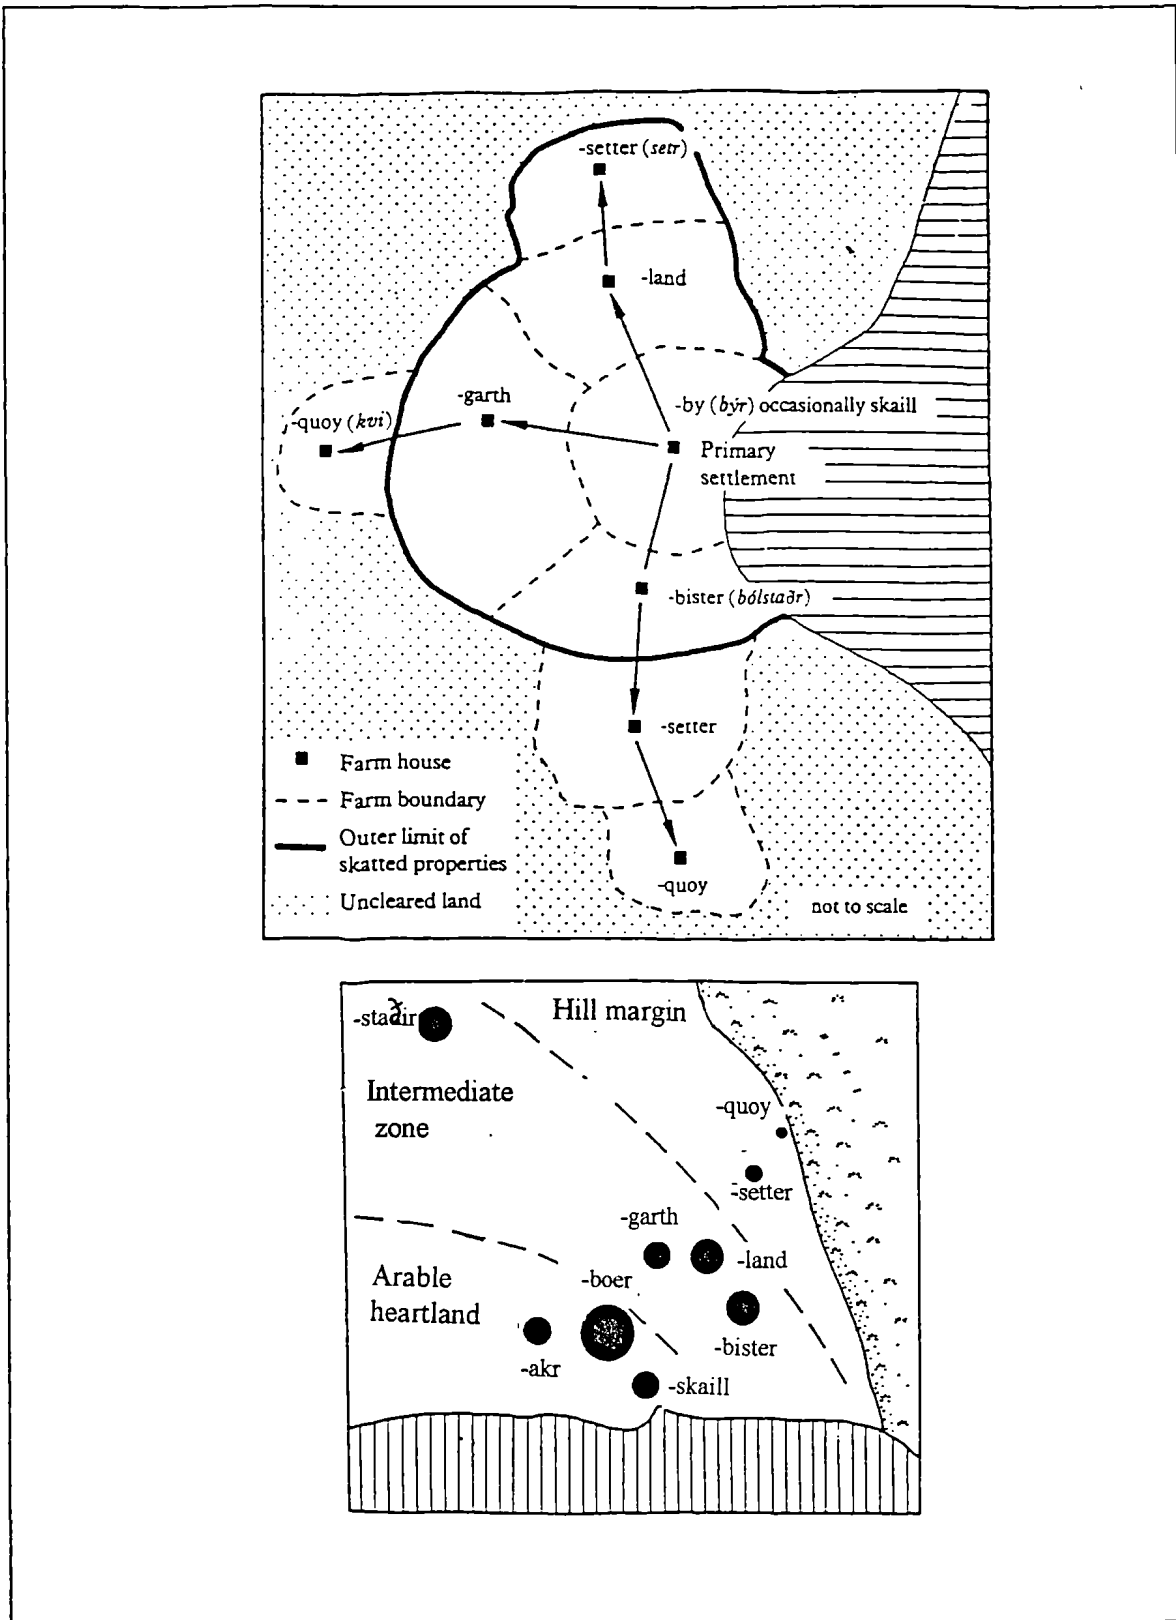 -setter (setr)
-land
-garth
-quoy (kvi)
-by (býr) occasionally skaill
Primary
settlement
-bister (bólstaðr)
-setter
-quoy
Farm house
Farm boundary
Outer limit of
skatted properties
Uncleared land
not to scale
-staðir
Hill margin
Intermediate
zone
-quoy
-setter
-garth
-land
-boer
Arable
heartland
-bister
-akr
-skaill